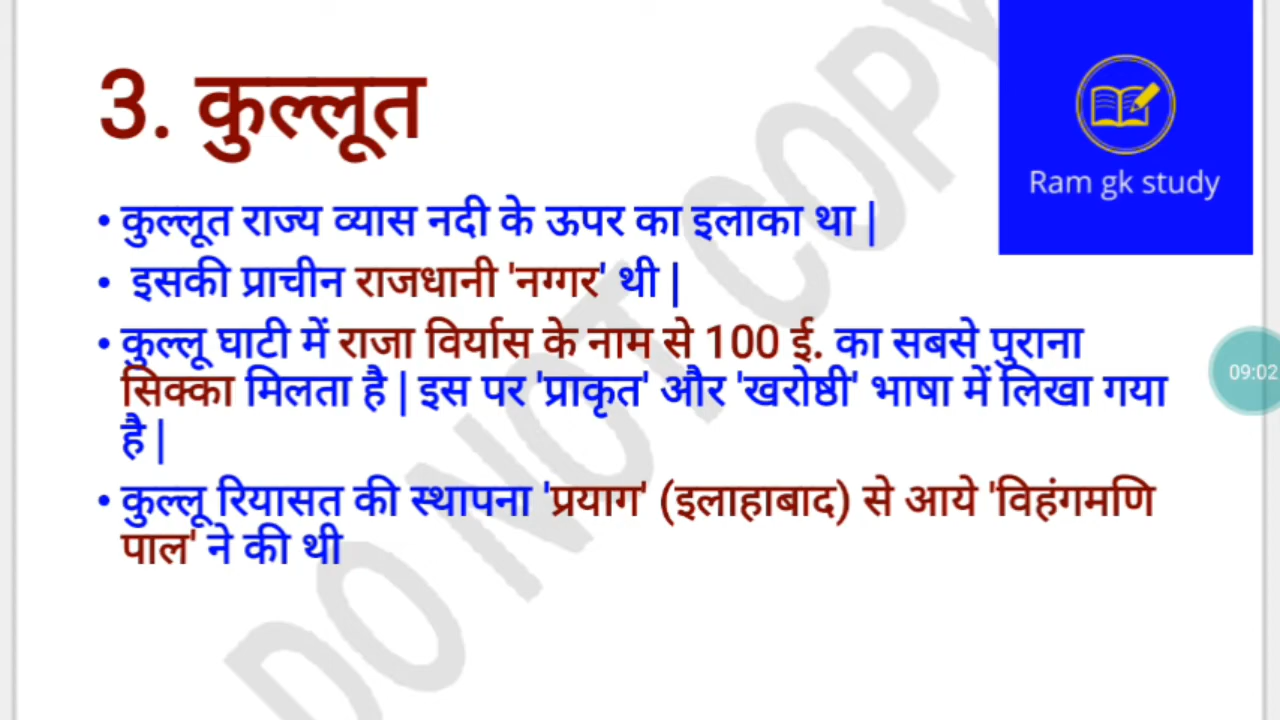 3. कुल्लूत
Ram gk study
• कुल्लूत राज्य व्यास नदी के ऊपर का इलाका था |
• इसकी प्राचीन राजधानी 'नग्गर' थी |
• कुल्लू घाटी में राजा विर्यास के नाम से 100 ई. का सबसे पुराना
सिक्का मिलता है | इस पर 'प्राकृत' और 'खरोष्ठी' भाषा में लिखा गया
है |
• कुल्लू रियासत की स्थापना 'प्रयाग' (इलाहाबाद) से आये 'विहंगमणि
पाल' ने की थी
09:02
DO NOT COPY